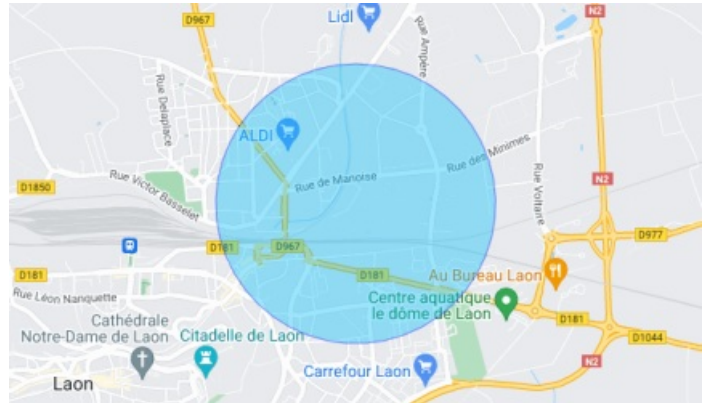 Lidl
D967
N2
Rue Ampère
Rue Delaplace
ALDI
Rue des Minimes
Rue de Manoise
Rue Victor Basselet
Rue Voltaire
N2
D1850
D181
D967
D977
D181
D181
Au Bureau Laon
Rue Léon Nanquette
Centre aquatique
le dôme de Laon
D181
Cathédrale
Notre-Dame de Laon
Citadelle de Laon
D1044
N2
Carrefour Laon
Laon